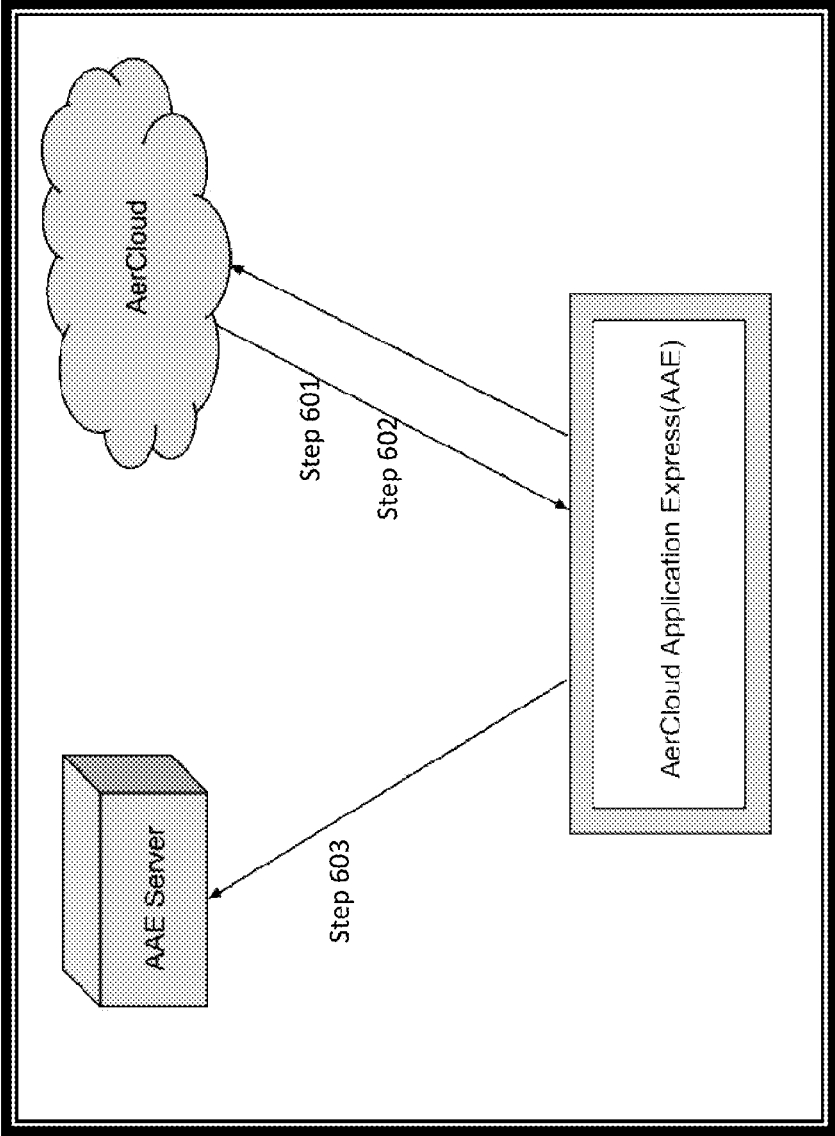 AAE Server
AerCloud
Step 603
Step 601
Step 602
AerCloud Application Express(AAE)